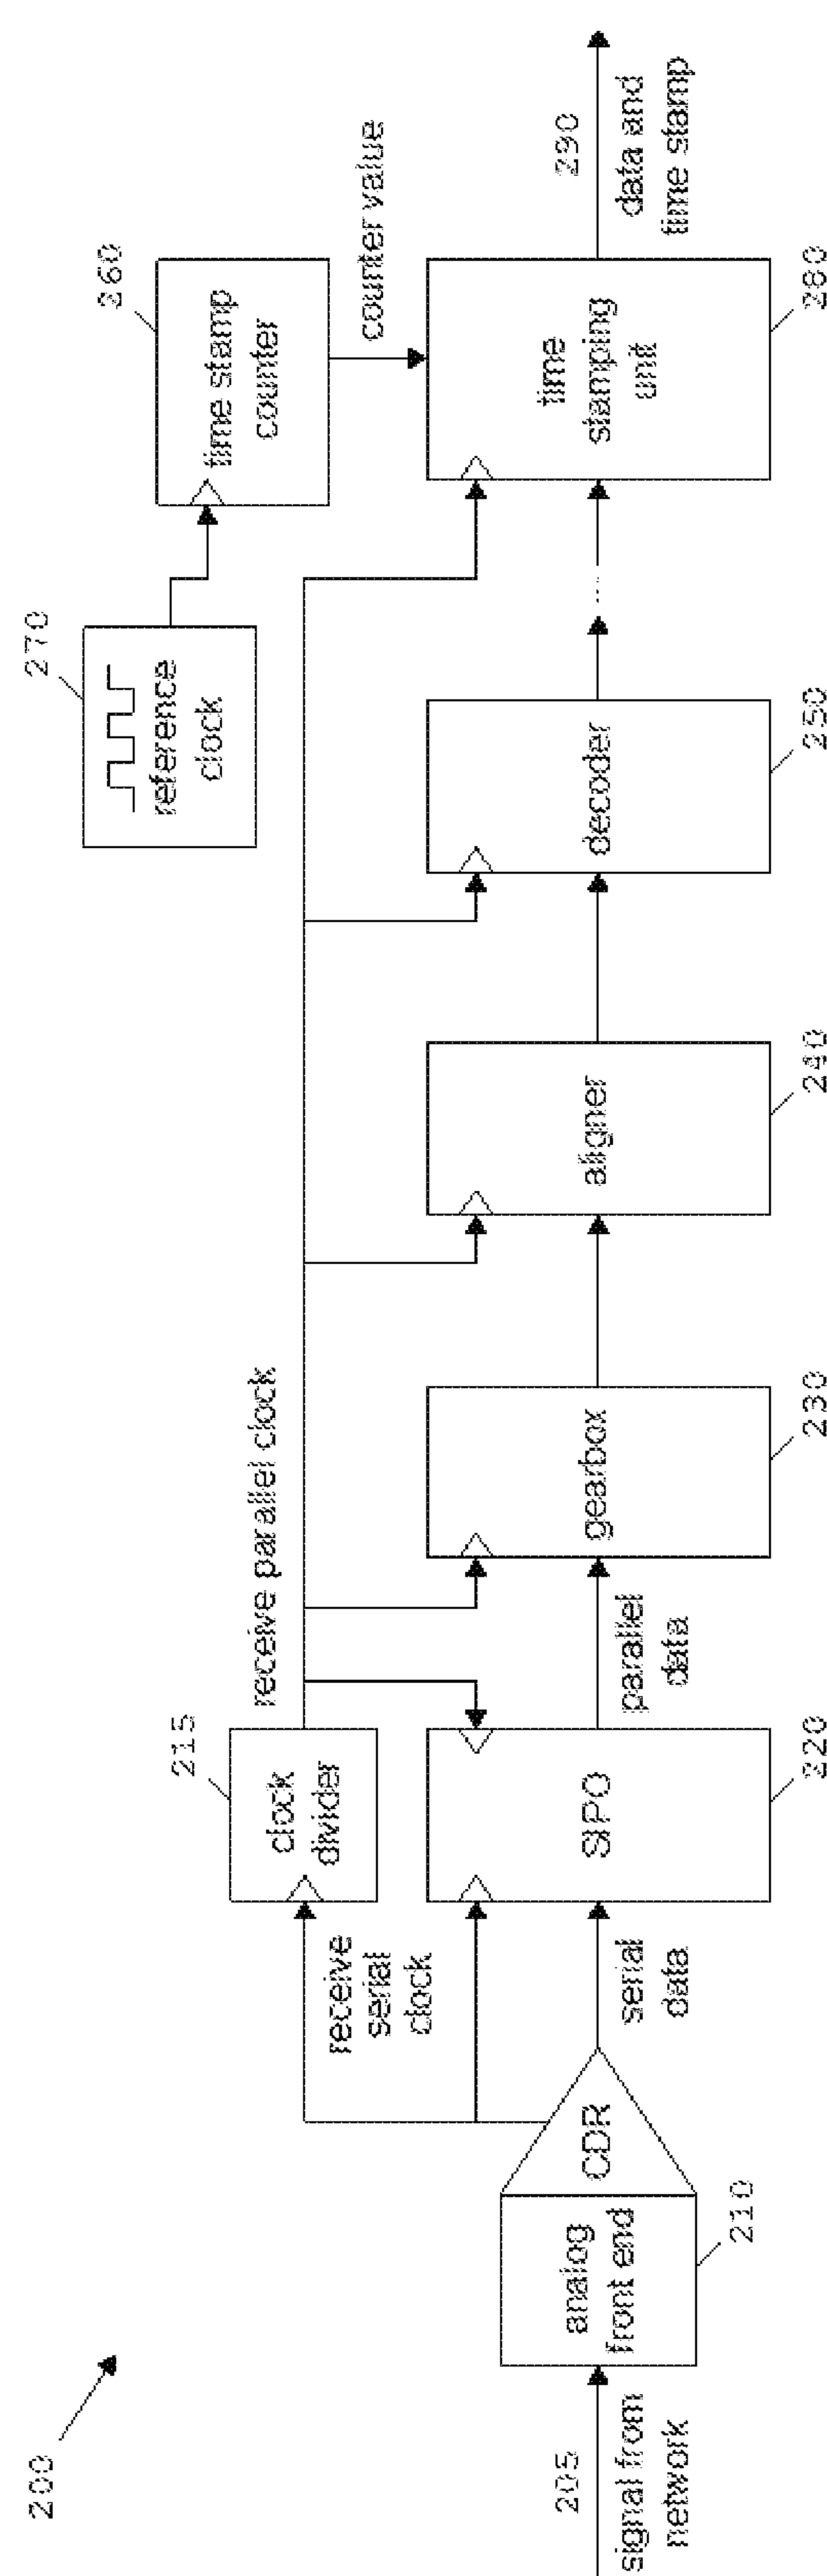 200
205
signal from
network
analog
front end
CDR
210
receive
serial
clock
serial
data
215
clock
divider
SIPO
220
receive parallel clock
parallel
data
gearbox
230
aligner
240
decoder
250
...
270
reference
clock
260
time stamp
counter
counter value
time
stamping
unit
280
290
data and
time stamp